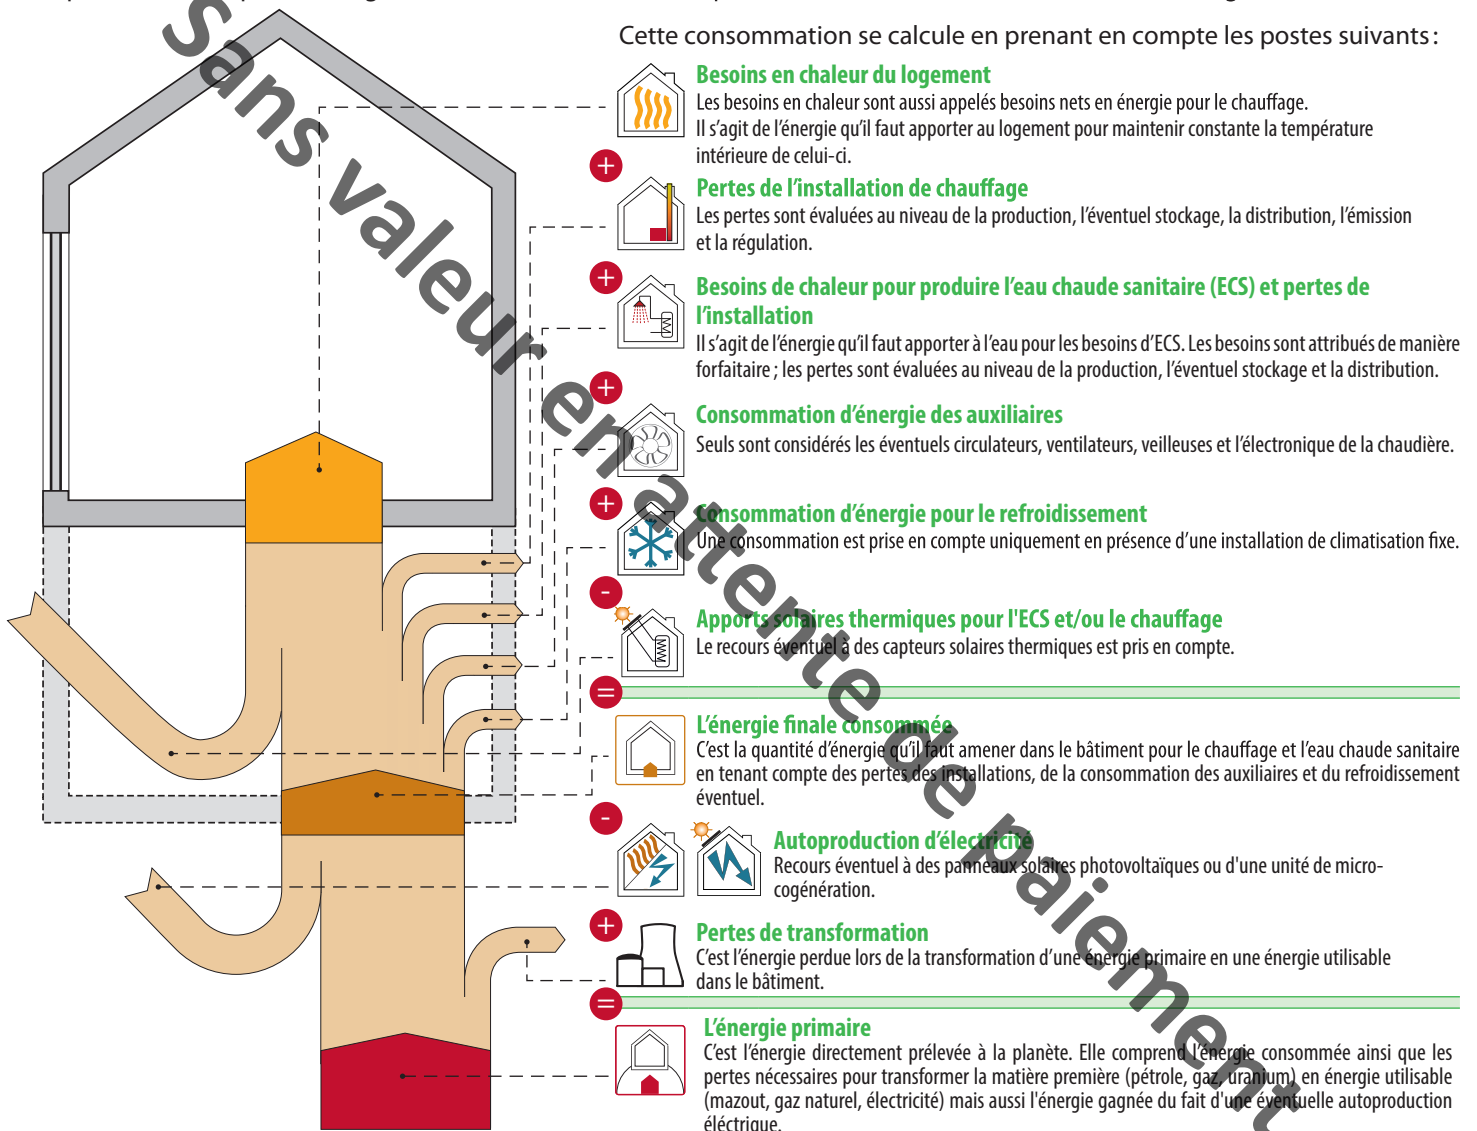 Cette consommation se calcule en prenant en compte les postes suivants :
Besoins en chaleur du logement
Les besoins en chaleur sont aussi appelés besoins nets en énergie pour le chauffage.
Il s’agit de l’énergie qu’il faut apporter au logement pour maintenir constante la température
intérieure de celui-ci.
+
Pertes de l’installation de chauffage
Les pertes sont évaluées au niveau de la production, l’éventuel stockage, la distribution, l’émission
et la régulation.
+
Besoins de chaleur pour produire l’eau chaude sanitaire (ECS) et pertes de
l’installation
Il s’agit de l’énergie qu’il faut apporter à l’eau pour les besoins d’ECS. Les besoins sont attribués de manière
forfaitaire ; les pertes sont évaluées au niveau de la production, l’éventuel stockage et la distribution.
+
Consommation d’énergie des auxiliaires
Seuls sont considérés les éventuels circulateurs, ventilateurs, veilleuses et l’électronique de la chaudière.
+
Consommation d’énergie pour le refroidissement
Une consommation est prise en compte uniquement en présence d’une installation de climatisation fixe.
-
Apports solaires thermiques pour l'ECS et/ou le chauffage
Le recours éventuel à des capteurs solaires thermiques est pris en compte.
=
L’énergie finale consommée
C’est la quantité d’énergie qu’il faut amener dans le bâtiment pour le chauffage et l’eau chaude sanitaire
en tenant compte des pertes des installations, de la consommation des auxiliaires et du refroidissement
éventuel.
-
Autoproduction d’électricité
Recours éventuel à des panneaux solaires photovoltaïques ou d'une unité de micro-
cogénération.
+
Pertes de transformation
C’est l’énergie perdue lors de la transformation d’une énergie primaire en une énergie utilisable
dans le bâtiment.
=
L’énergie primaire
C’est l’énergie directement prélevée à la planète. Elle comprend l’énergie consommée ainsi que les
pertes nécessaires pour transformer la matière première (pétrole, gaz, uranium) en énergie utilisable
(mazout, gaz naturel, électricité) mais aussi l'énergie gagnée du fait d'une éventuelle autoproduction
éléctrique.
Sans valeur en attente de paiement